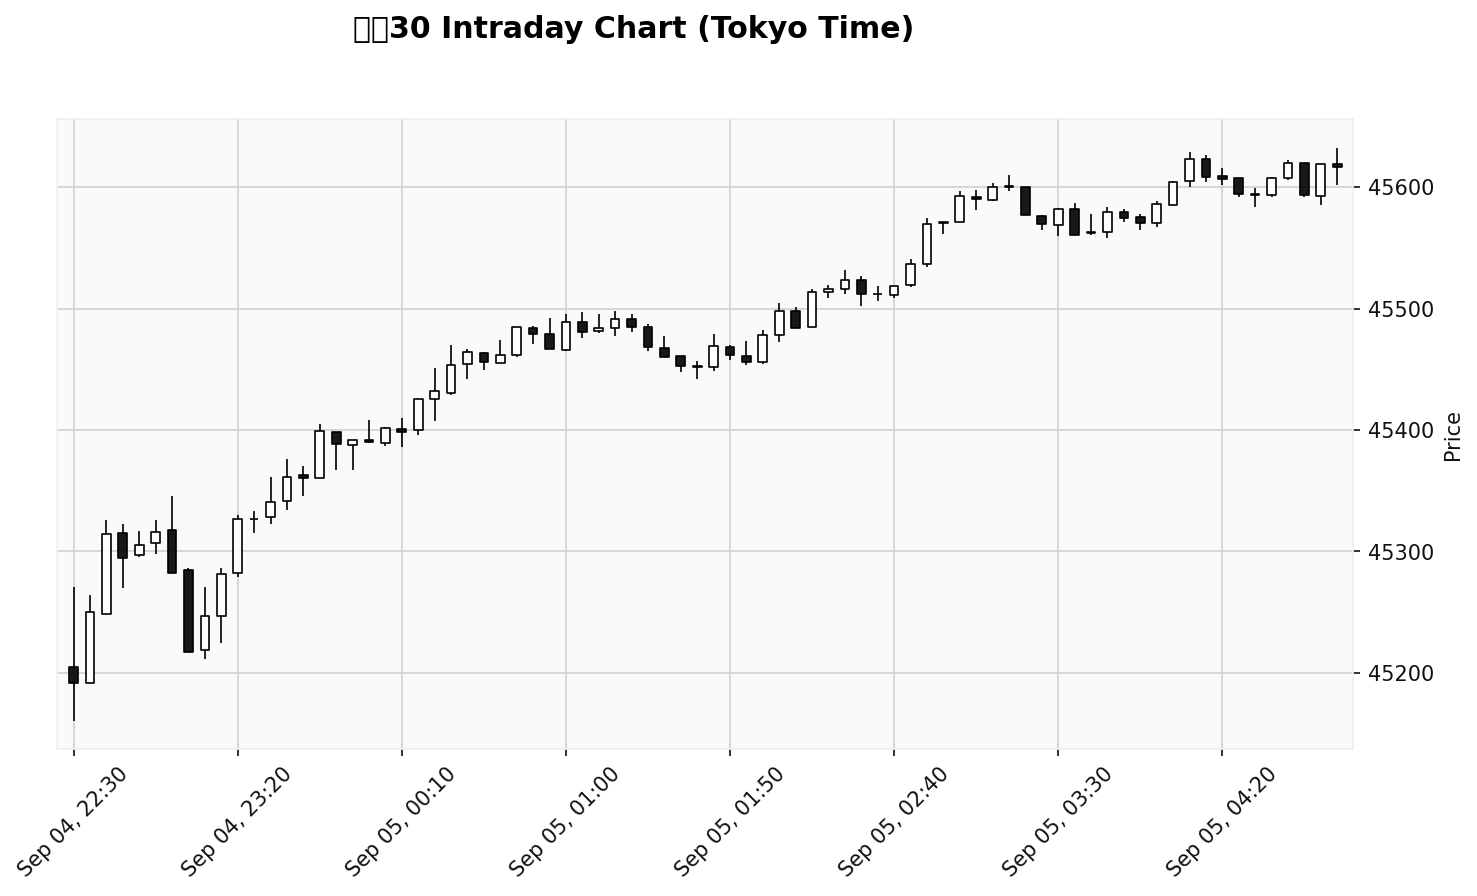 30 Intraday Chart (Tokyo Time)
45600
45500
45400
45300
45200
Price
Sep 04, 22:30
Sep 04, 23:20
Sep 05, 00:10
Sep 05, 01:00
Sep 05, 01:50
Sep 05, 02:40
Sep 05, 03:30
Sep 05, 04:20